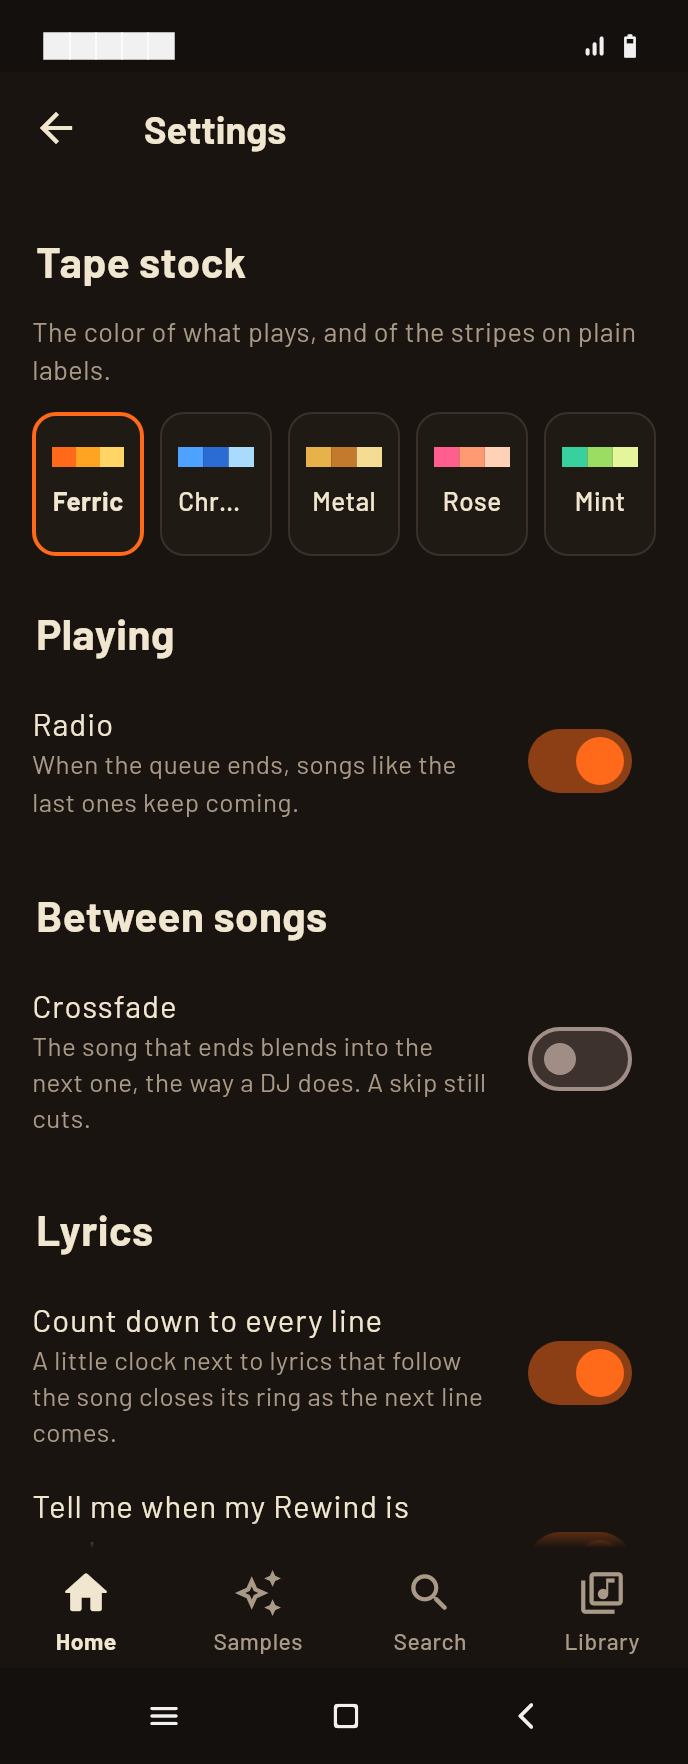 Settings
Tape stock
The color of what plays, and of the stripes on plain
labels.
Ferric
Chr...
Metal
Rose
Mint
Playing
Radio
When the queue ends, songs like the
last ones keep coming.
Between songs
Crossfade
The song that ends blends into the
next one, the way a DJ does. A skip still
cuts.
Lyrics
Count down to every line
A little clock next to lyrics that follow
the song closes its ring as the next line
comes.
Tell me when my Rewind is
Home
Samples
Search
Library